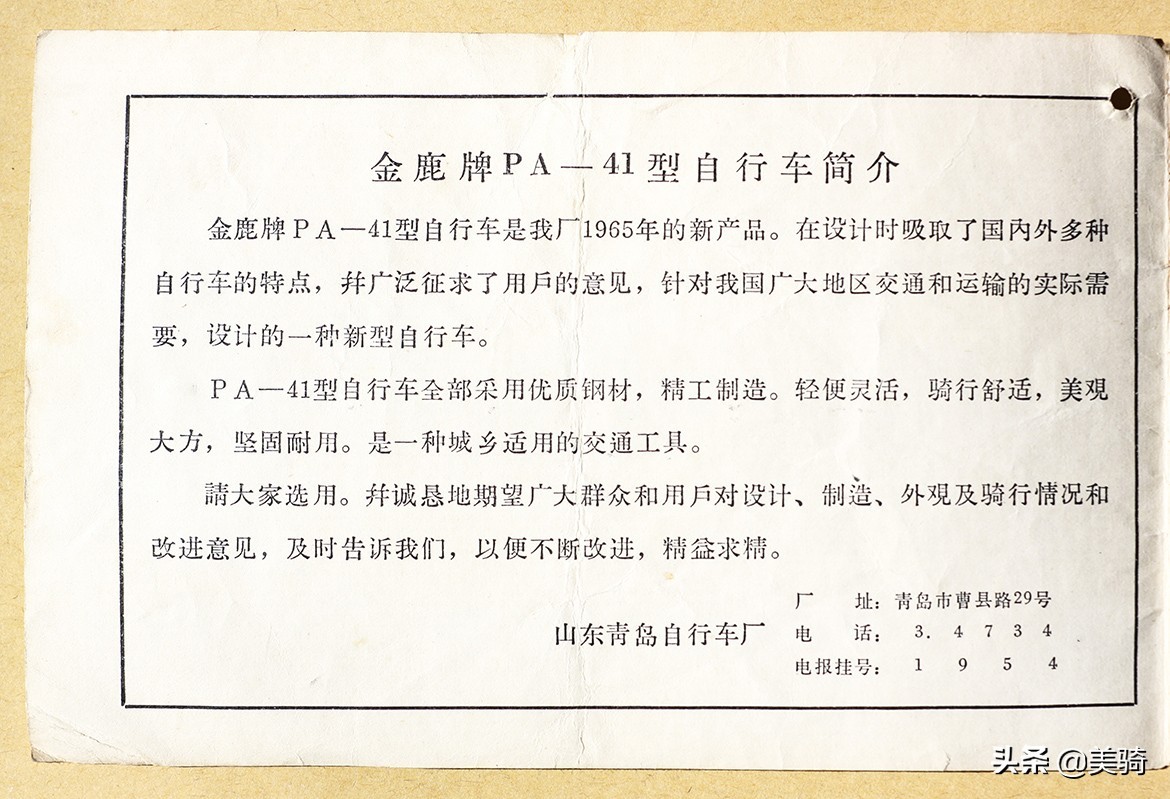 金鹿牌PA—41型自行车简介
金鹿牌PA—41型自行车是我厂1965年的新产品。在设计时吸取了国内外多种
自行车的特点，幷广泛征求了用戶的意见，针对我国广大地区交通和运输的实际需
要，设计的一种新型自行车。
PA—41型自行车全部采用优质钢材，精工制造。轻便灵活，骑行舒适，美观
大方，坚固耐用。是一种城乡适用的交通工具。
請大家选用。幷诚恳地期望广大群众和用戶对设计、制造、外观及骑行情况和
改进意见，及时告诉我们，以便不断改进，精益求精。
山东靑岛自行车厂
厂　址：靑岛市曹县路29号
电　话：3.4734
电报挂号：1954
头条 @美骑